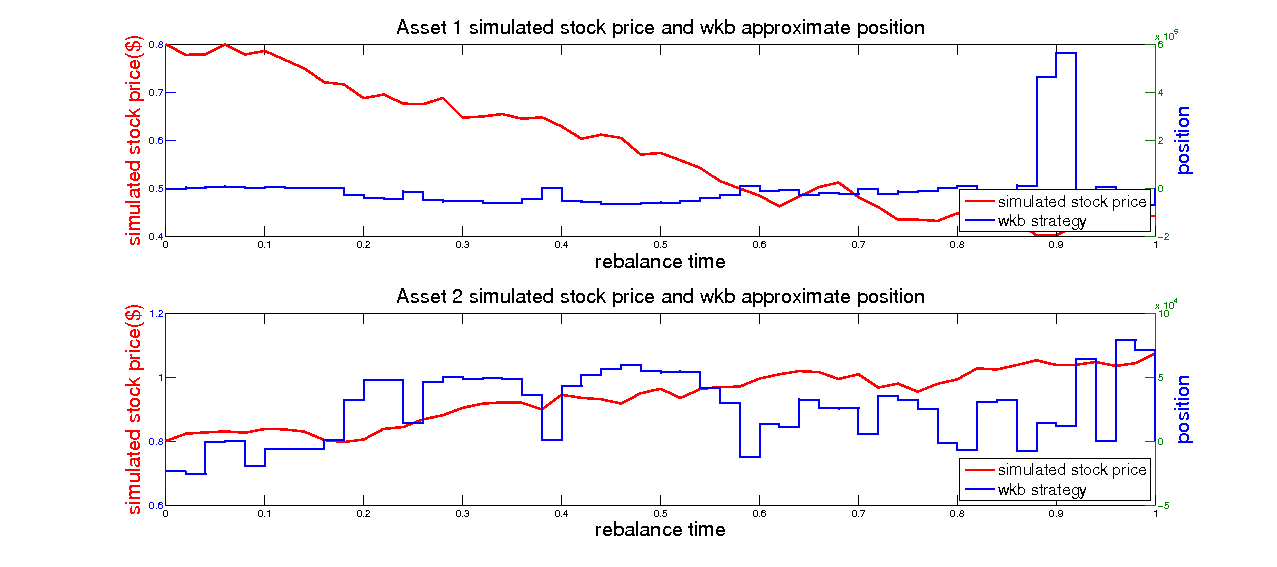 Asset 1 simulated stock price and wkb approximate position
x 10^5
simulated stock price($)
0.8
0.7
0.6
0.5
0.4
6
4
2
0
−2
position
simulated stock price
wkb strategy
0 0.1 0.2 0.3 0.4 0.5 0.6 0.7 0.8 0.9 1
rebalance time
Asset 2 simulated stock price and wkb approximate position
x 10^4
simulated stock price($)
1.2
1
0.8
0.6
10
5
0
−5
position
simulated stock price
wkb strategy
0 0.1 0.2 0.3 0.4 0.5 0.6 0.7 0.8 0.9 1
rebalance time